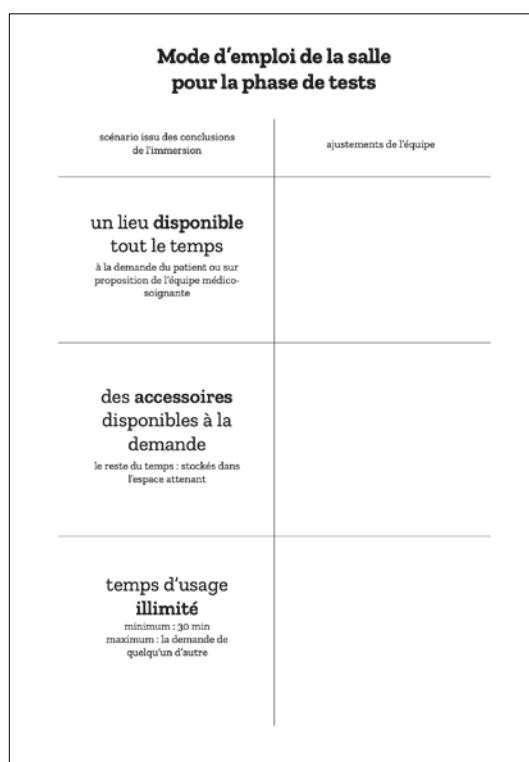 Mode d'emploi de la salle
pour la phase de tests
scénario issu des conclusions
de l'immersion
ajustements de l'équipe
un lieu disponible
tout le temps
à la demande du patient ou sur
proposition de l'équipe médico-
soignante
des accessoires
disponibles à la
demande
le reste du temps : stockés dans
l'espace attenant
temps d'usage
illimité
minimum : 30 min
maximum : la demande de
quelqu'un d'autre